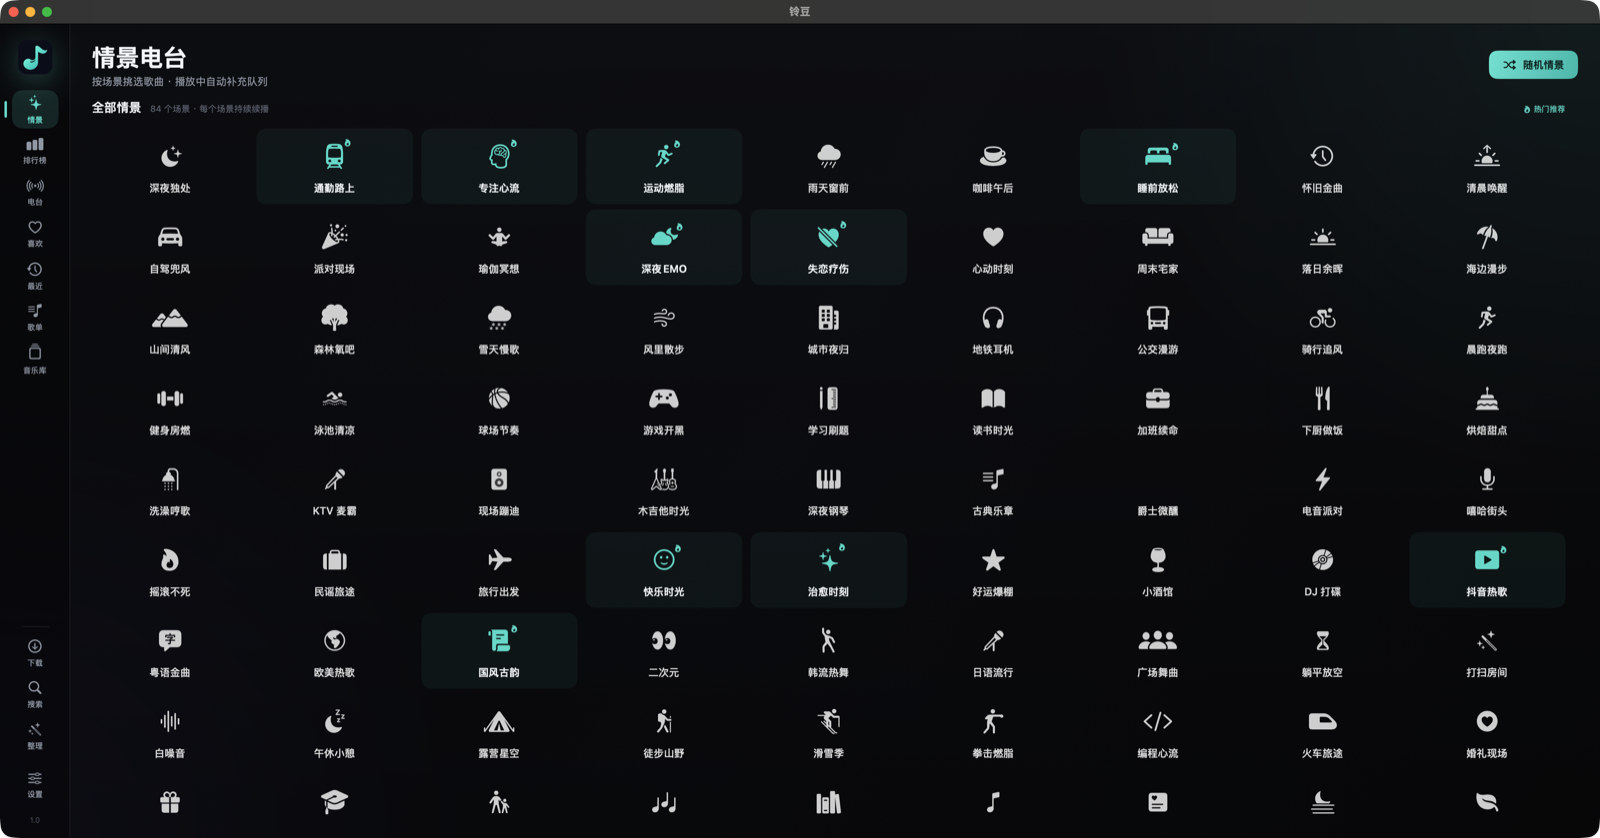 铃豆
情景电台
按场景挑选歌曲 · 播放中自动补充队列
随机情景
全部情景 84 个场景 · 每个场景持续续播
热门推荐
情景
排行榜
电台
喜欢
最近
歌单
音乐库
下载
搜索
整理
设置
1.0
深夜独处 通勤路上 专注心流 运动燃脂 雨天窗前 咖啡午后 睡前放松 怀旧金曲 清晨唤醒
自驾兜风 派对现场 瑜伽冥想 深夜 EMO 失恋疗伤 心动时刻 周末宅家 落日余晖 海边漫步
山间清风 森林氧吧 雪天慢歌 风里散步 城市夜归 地铁耳机 公交漫游 骑行追风 晨跑夜跑
健身房燃 泳池清凉 球场节奏 游戏开黑 学习刷题 读书时光 加班续命 下厨做饭 烘焙甜点
洗澡哼歌 KTV 麦霸 现场蹦迪 木吉他时光 深夜钢琴 古典乐章 爵士微醺 电音派对 嘻哈街头
摇滚不死 民谣旅途 旅行出发 快乐时光 治愈时刻 好运爆棚 小酒馆 DJ 打碟 抖音热歌
字
粤语金曲 欧美热歌 国风古韵 二次元 韩流热舞 日语流行 广场舞曲 躺平放空 打扫房间
白噪音 午休小憩 露营星空 徒步山野 滑雪季 拳击燃脂 编程心流 火车旅途 婚礼现场